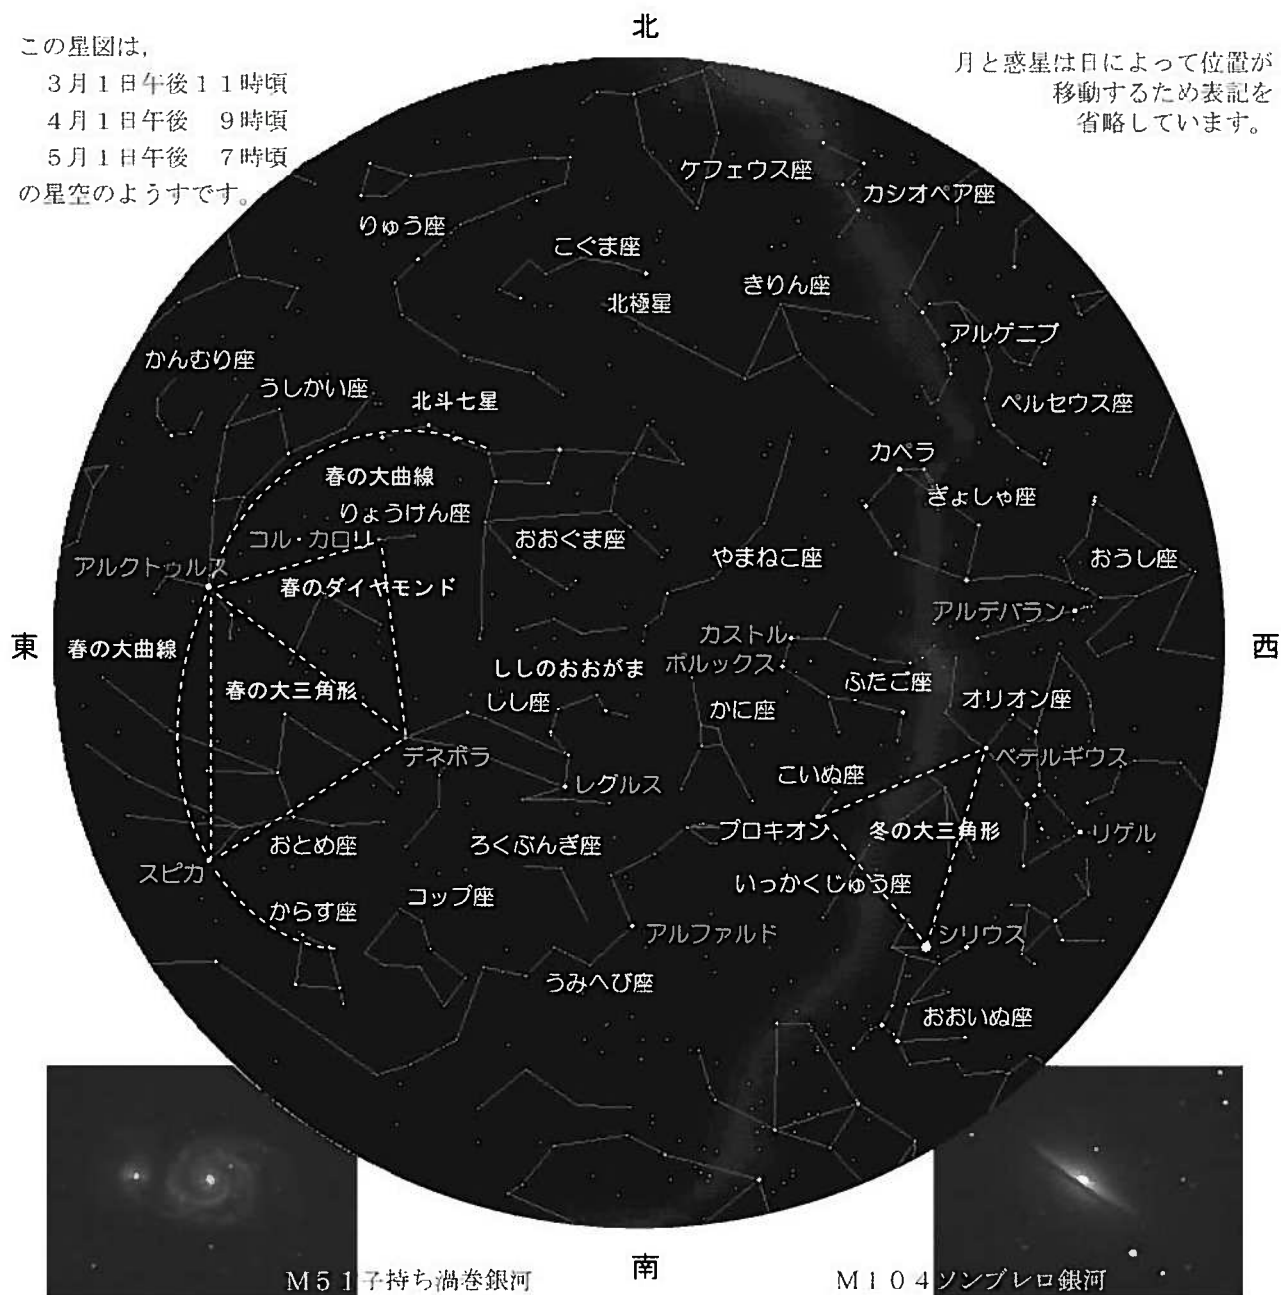 北
この星図は,
3月1日午後11時頃
4月1日午後 9時頃
5月1日午後 7時頃
の星空のようすです。
月と惑星は日によって位置が
移動するため表記を
省略しています。
ケフェウス座
カシオペア座
りゅう座
こぐま座
きりん座
北極星
アルゲニブ
かんむり座
うしかい座
北斗七星
ペルセウス座
カペラ
春の大曲線
ぎょしゃ座
りょうけん座
コル・カロリ
おおぐま座
やまねこ座
おうし座
アルクトゥルス
春のダイヤモンド
アルデバラン
カストル
東
春の大曲線
西
ポルックス
ししのおおがま
ふたご座
春の大三角形
しし座
かに座
オリオン座
デネボラ
ベテルギウス
レグルス
こいぬ座
プロキオン
冬の大三角形
リゲル
おとめ座
ろくぶんぎ座
スピカ
いっかくじゅう座
コップ座
からす座
アルファルド
シリウス
うみへび座
おおいぬ座
南
M51子持ち渦巻銀河
M104ソンブレロ銀河